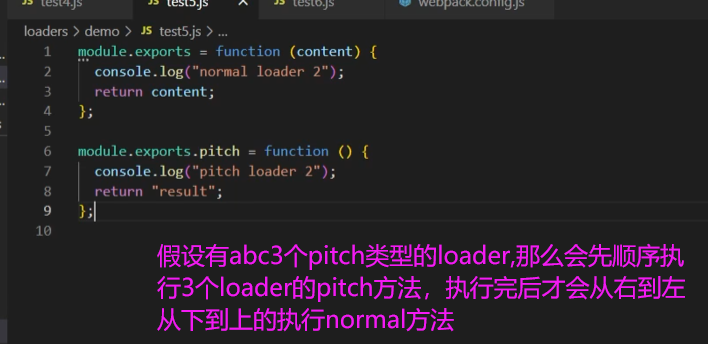 test4.js
test5.js
test6.js
webpack.config.js
loaders > demo > JS test5.js > ...
1 module.exports = function (content) {
2 console.log("normal loader 2");
3 return content;
4 };
5
6 module.exports.pitch = function () {
7 console.log("pitch loader 2");
8 return "result";
9 };
10
假设有abc3个pitch类型的loader,那么会先顺序执
行3个loader的pitch方法，执行完后才会从右到左
从下到上的执行normal方法